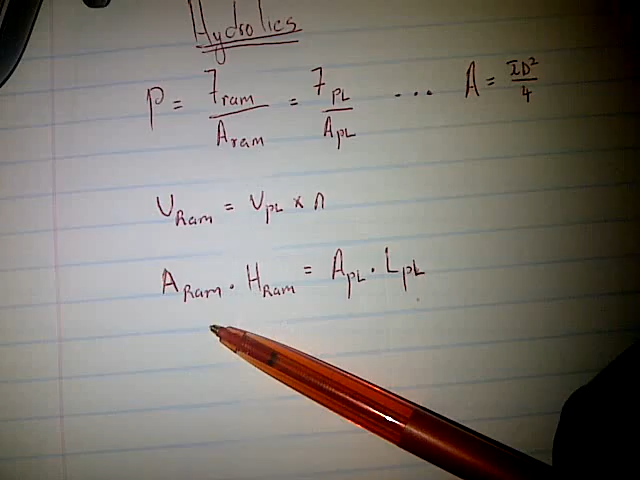 Hydrolics
P = Fram / Aram = FPL / APL ... A = πD²/4
VRam = VPL × n
ARam . HRam = APL . LPL